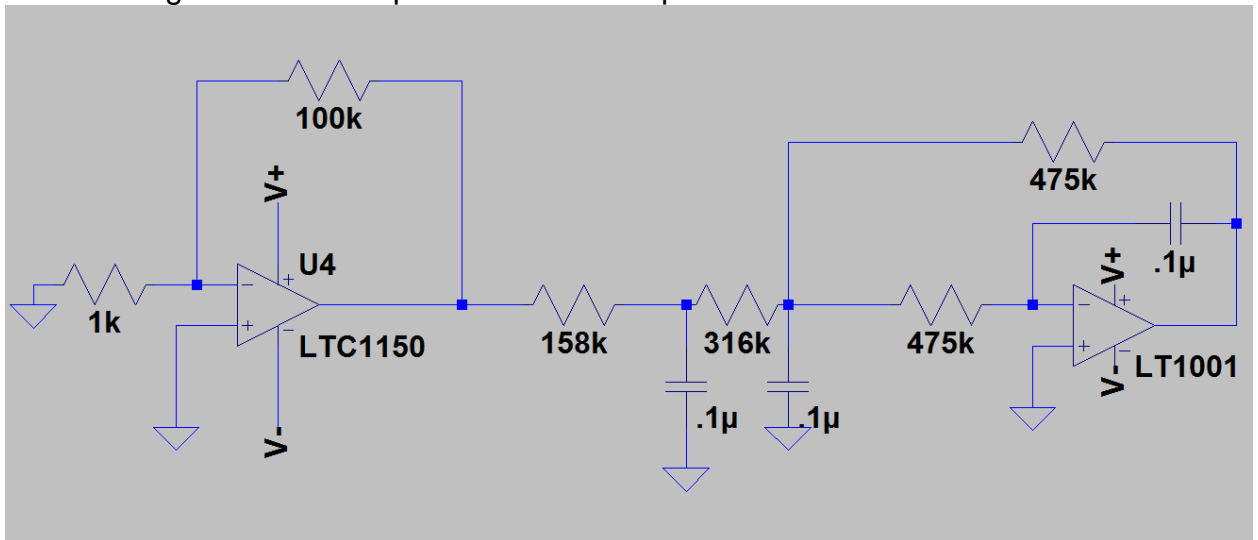 100k
475k
V+
.1µ
V+
U4
1k
LTC1150
158k
316k
475k
LT1001
V-
.1µ
.1µ
V-